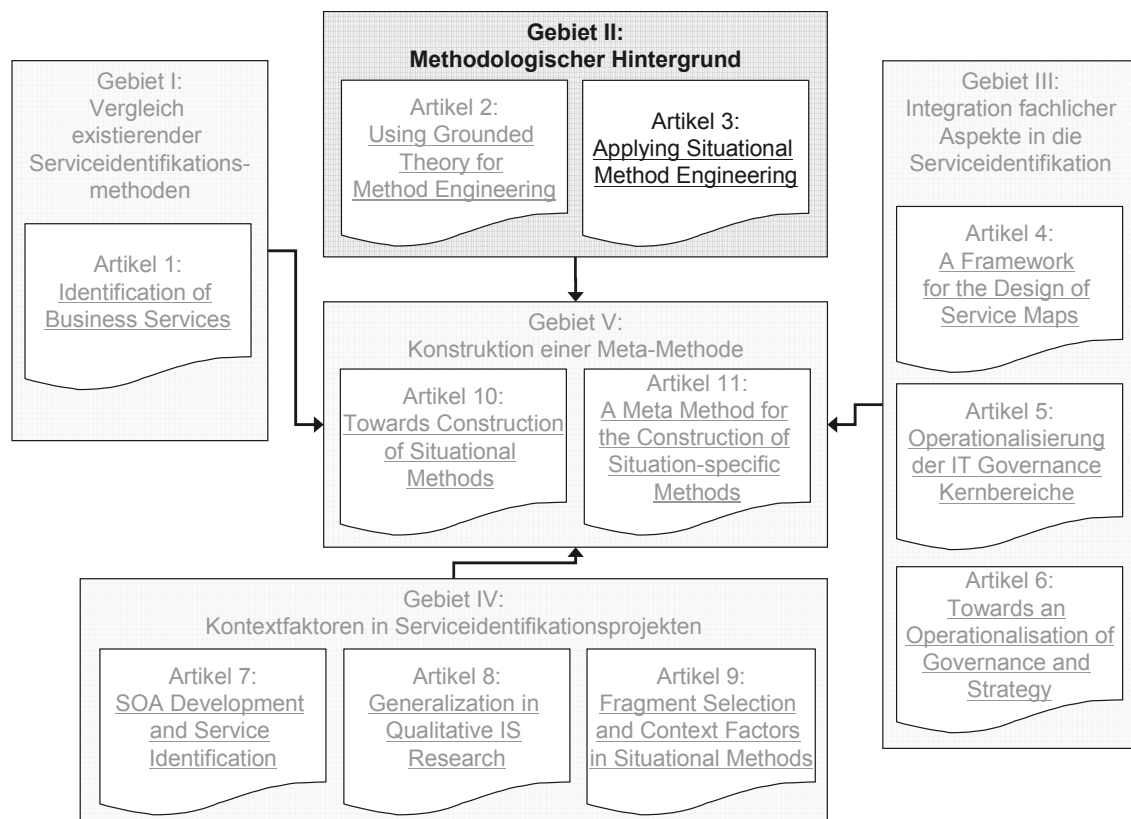 Gebiet I:
Vergleich
existierender
Serviceidentifikations-
methoden
Artikel 1:
Identification of
Business Services
Gebiet II:
Methodologischer Hintergrund
Artikel 2:
Using Grounded
Theory for
Method Engineering
Artikel 3:
Applying Situational
Method Engineering
Gebiet III:
Integration fachlicher
Aspekte in die
Serviceidentifikation
Artikel 4:
A Framework
for the Design of
Service Maps
Artikel 5:
Operationalisierung
der IT Governance
Kernbereiche
Artikel 6:
Towards an
Operationalisation of
Governance and
Strategy
Gebiet V:
Konstruktion einer Meta-Methode
Artikel 10:
Towards Construction
of Situational
Methods
Artikel 11:
A Meta Method for
the Construction of
Situation-specific
Methods
Gebiet IV:
Kontextfaktoren in Serviceidentifikationsprojekten
Artikel 7:
SOA Development
and Service
Identification
Artikel 8:
Generalization in
Qualitative IS
Research
Artikel 9:
Fragment Selection
and Context Factors
in Situational Methods